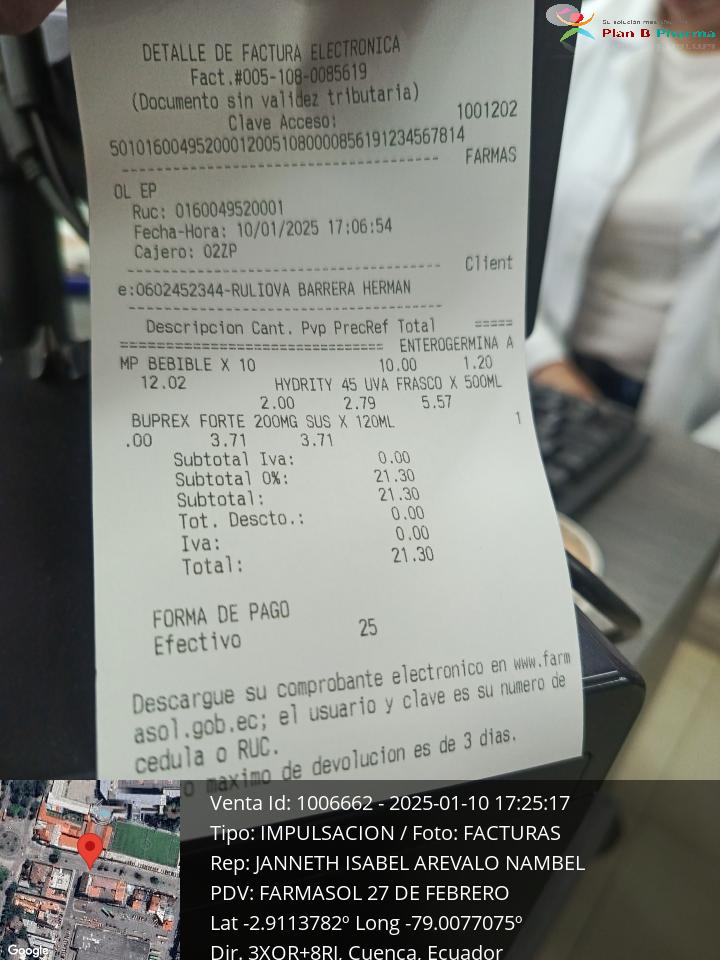 Su solución más efectiva
Plan B Pharma
DETALLE DE FACTURA ELECTRONICA
Fact.#005-108-0085619
(Documento sin validez tributaria)
Clave Acceso: 1001202
501016004952000120051080000856191234567814
-------------------------------- FARMAS
OL EP
Ruc: 0160049520001
Fecha-Hora: 10/01/2025 17:06:54
Cajero: 02ZP
-------------------------------- Client
e:0602452344-RULIOVA BARRERA HERMAN
--------------------------------
Descripcion Cant. Pvp PrecRef Total =====
================================ ENTEROGERMINA A
MP BEBIBLE X 10 10.00 1.20
12.02 HYDRITY 45 UVA FRASCO X 500ML
2.00 2.79 5.57
BUPREX FORTE 200MG SUS X 120ML 1
.00 3.71 3.71
Subtotal Iva: 0.00
Subtotal 0%: 21.30
Subtotal: 21.30
Tot. Descto.: 0.00
Iva: 0.00
Total: 21.30
FORMA DE PAGO
Efectivo 25
Descargue su comprobante electronico en www.farm
asol.gob.ec; el usuario y clave es su numero de
cedula o RUC.
o maximo de devolucion es de 3 dias.
Venta Id: 1006662 - 2025-01-10 17:25:17
Tipo: IMPULSACION / Foto: FACTURAS
Rep: JANNETH ISABEL AREVALO NAMBEL
PDV: FARMASOL 27 DE FEBRERO
Lat -2.9113782º Long -79.0077075º
Dir. 3XQR+8RJ, Cuenca, Ecuador
Google